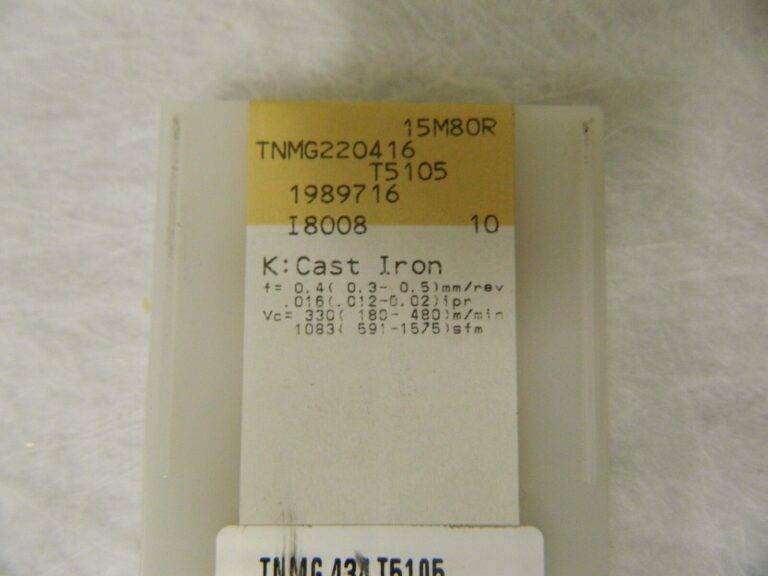 15M80R
TNMG220416
T5105
1989716
I8008 10
K:Cast Iron
f= 0.4( 0.3- 0.5)mm/rev
.016(.012-0.02)ipr
Vc= 330( 180- 480)m/min
1083( 591-1575)sfm
TNMG 434 T5105